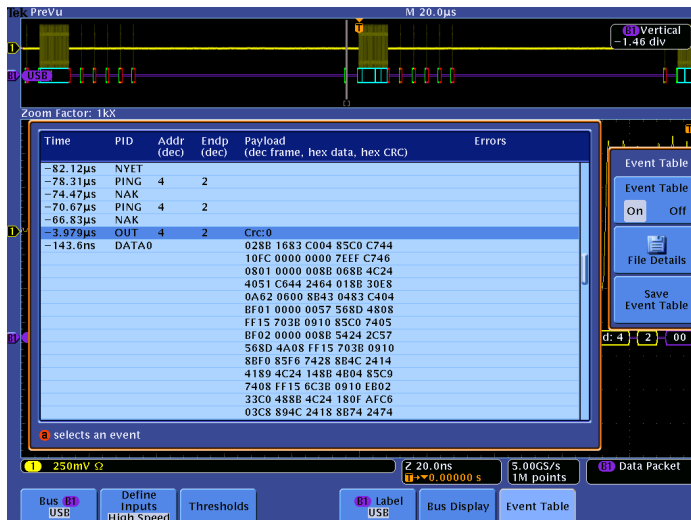 Tek PreVu M 20.0µs
B1 Vertical
−1.46 div
1
T
B1 USB
Zoom Factor: 1kX
Time PID Addr (dec) Endp (dec) Payload (dec frame, hex data, hex CRC) Errors
−82.12µs NYET
−78.31µs PING 4 2
−74.47µs NAK
−70.67µs PING 4 2
−66.83µs NAK
−3.979µs OUT 4 2 Crc:0
−143.6ns DATA0 028B 1683 C004 85C0 C744
10FC 0000 0000 7EEF C746
0801 0000 008B 068B 4C24
4051 C644 2464 018B 30E8
0A62 0600 8B43 0483 C404
BF01 0000 0057 568D 4808
FF15 703B 0910 85C0 7405
BF02 0000 008B 5424 2C57
568D 4A08 FF15 703B 0910
8BF0 85F6 7428 8B4C 2414
4189 4C24 148B 4B04 85C9
7408 FF15 6C3B 0910 EB02
33C0 488B 4C24 180F AFC6
03C8 894C 2418 8B74 2474
a selects an event
Event Table
Event Table
On Off
File Details
Save
Event Table
1
B1
d: 4 2 00
1 250mV Ω
Z 20.0ns
T→▼0.00000 s
5.00GS/s
1M points
B1 Data Packet
Bus B1
USB
Define
Inputs
High Speed
Thresholds
B1 Label
USB
Bus Display
Event Table